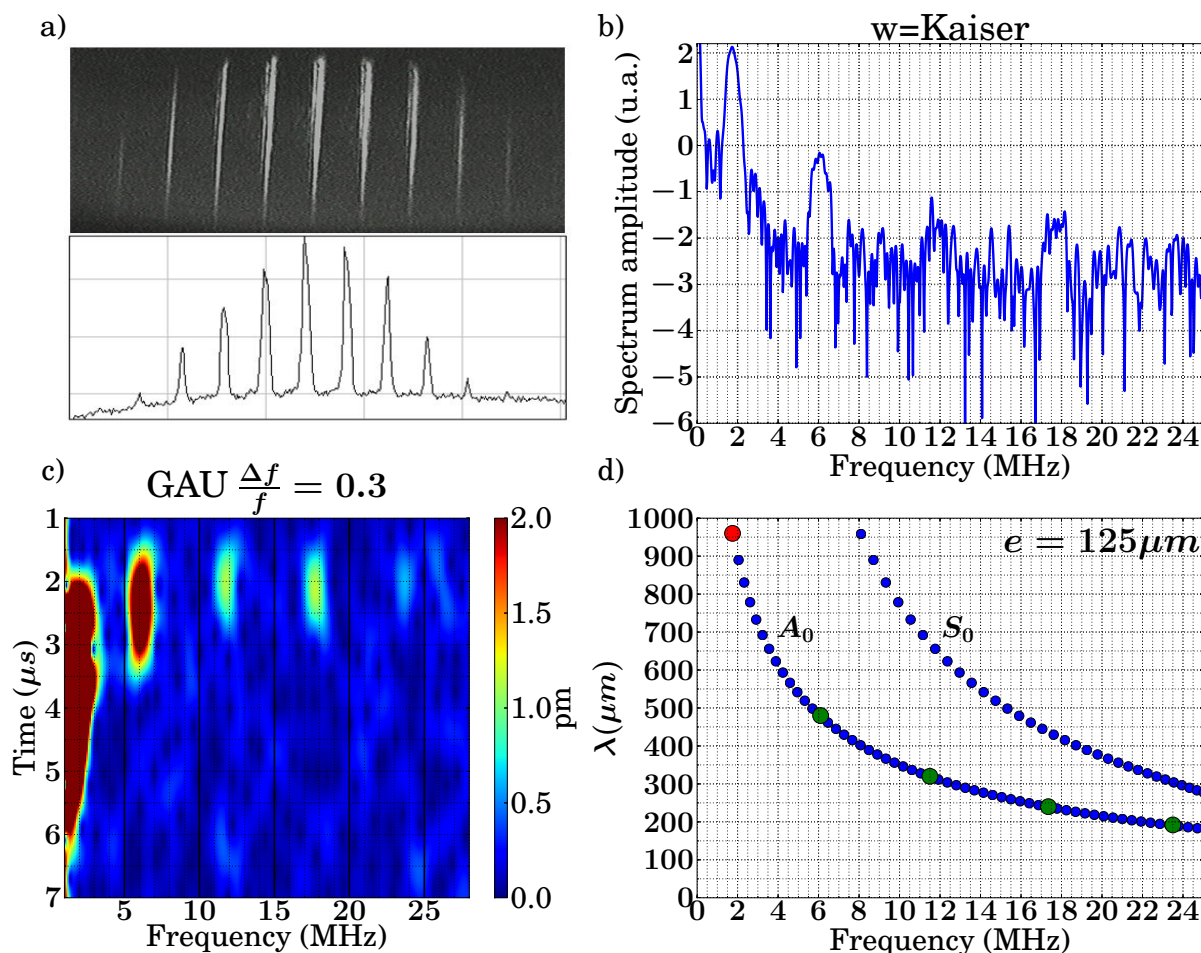 a)
b)
w=Kaiser
Spectrum amplitude (u.a.)
2
1
0
−1
−2
−3
−4
−5
−6
0 2 4 6 8 10 12 14 16 18 20 22 24
Frequency (MHz)
c)
GAU Δf/f = 0.3
Time (μs)
1
2
3
4
5
6
7
5 10 15 20 25
Frequency (MHz)
2.0
1.5
1.0
0.5
0.0
pm
d)
e = 125μm
A₀
S₀
λ(μm)
1000
900
800
700
600
500
400
300
200
100
0
0 2 4 6 8 10 12 14 16 18 20 22 24
Frequency (MHz)